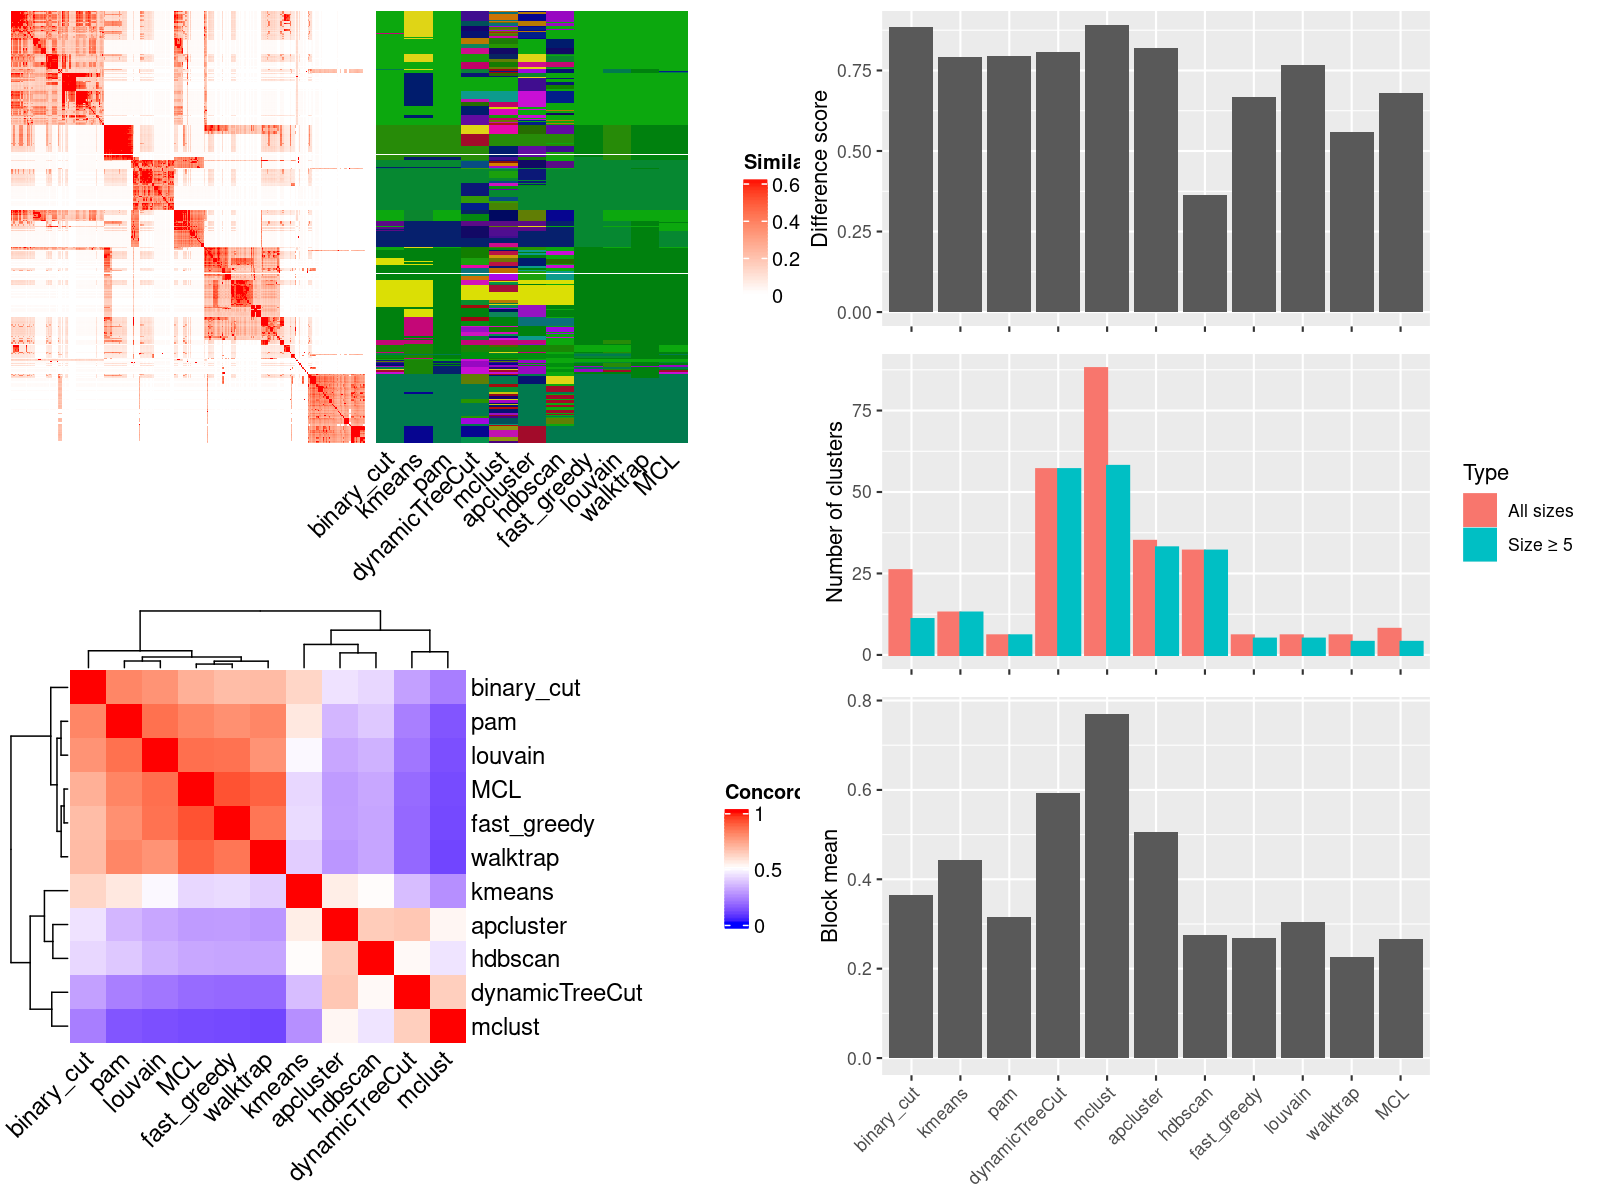 Simila
0.6
0.4
0.2
0
binary_cut
kmeans
pam
dynamicTreeCut
mclust
apcluster
hdbscan
fast_greedy
louvain
walktrap
MCL
Concord
1
0.5
0
binary_cut
pam
louvain
MCL
fast_greedy
walktrap
kmeans
apcluster
hdbscan
dynamicTreeCut
mclust
binary_cut
pam
louvain
MCL
fast_greedy
walktrap
kmeans
apcluster
hdbscan
dynamicTreeCut
mclust
Difference score
0.75
0.50
0.25
0.00
Number of clusters
75
50
25
0
Type
All sizes
Size ≥ 5
Block mean
0.8
0.6
0.4
0.2
0.0
binary_cut
kmeans
pam
dynamicTreeCut
mclust
apcluster
hdbscan
fast_greedy
louvain
walktrap
MCL